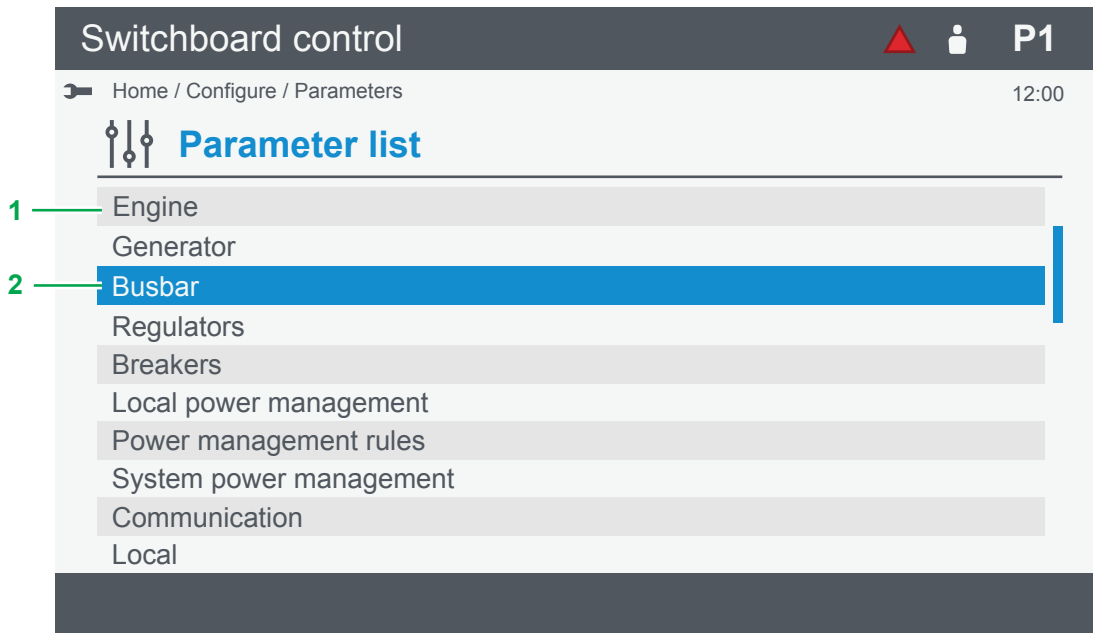 Switchboard control P1
Home / Configure / Parameters 12:00
Parameter list
1 Engine
Generator
2 Busbar
Regulators
Breakers
Local power management
Power management rules
System power management
Communication
Local